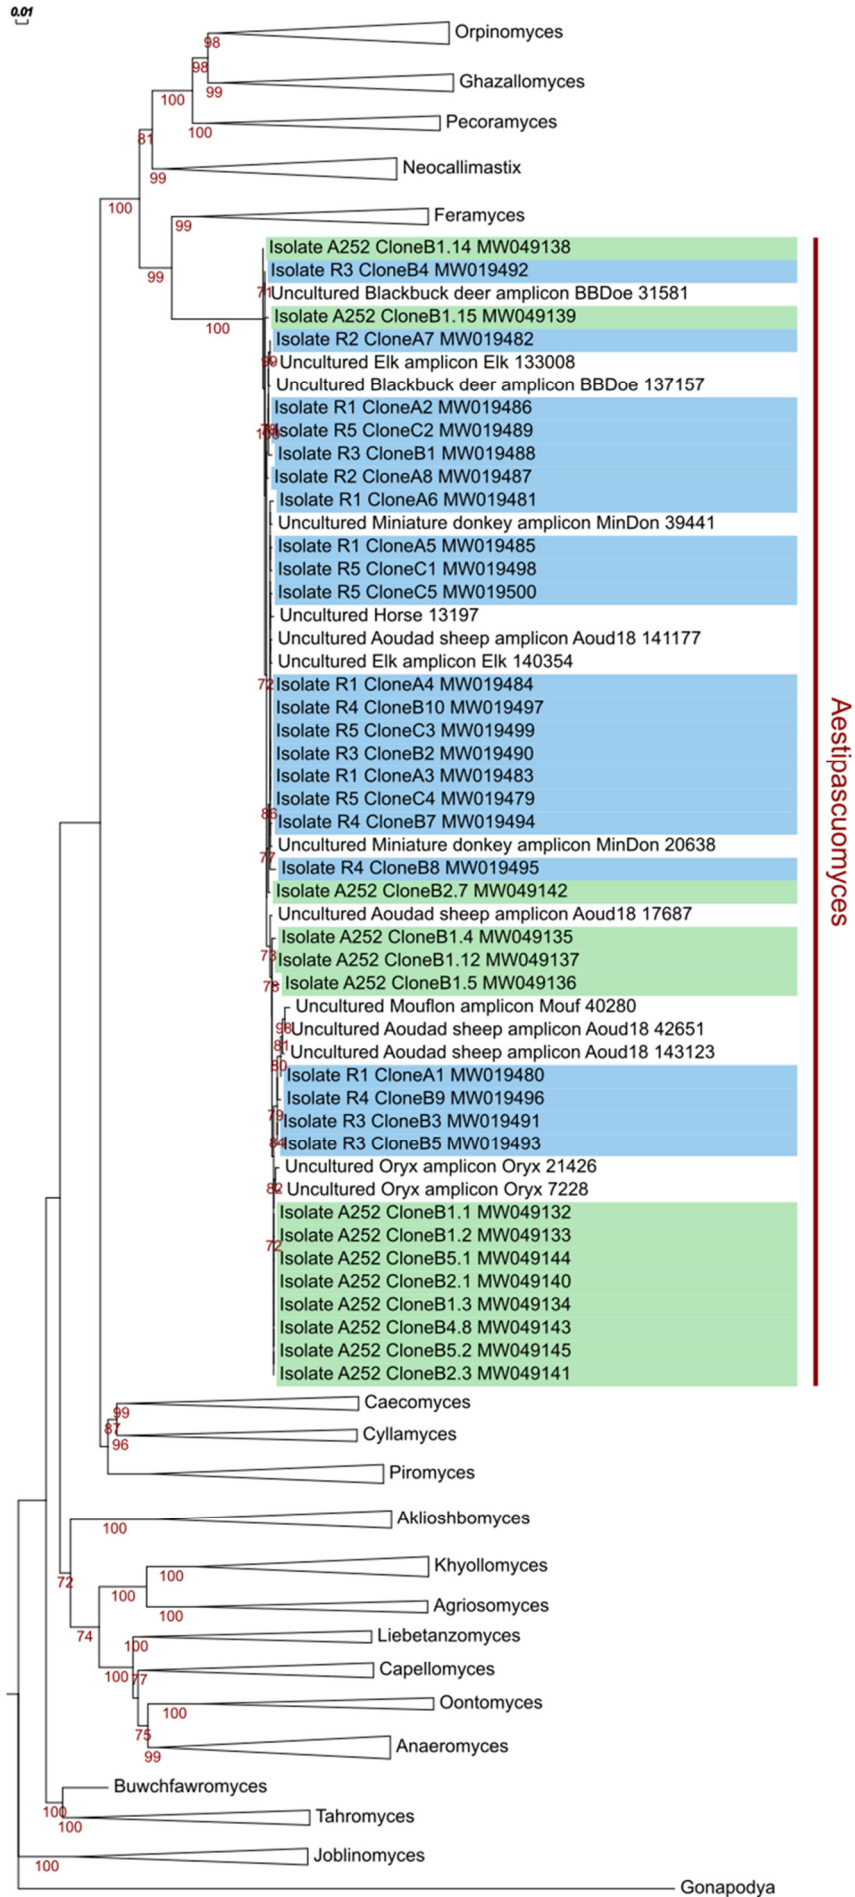 0.01
98
Orpinomyces
98
99
Ghazallomyces
100
100
Pecoramyces
81
99
Neocallimastix
100
99
Feramyces
99
100
Isolate A252 CloneB1.14 MW049138
Isolate R3 CloneB4 MW019492
71
Uncultured Blackbuck deer amplicon BBDoe 31581
Isolate A252 CloneB1.15 MW049139
Isolate R2 CloneA7 MW019482
Uncultured Elk amplicon Elk 133008
Uncultured Blackbuck deer amplicon BBDoe 137157
Isolate R1 CloneA2 MW019486
Isolate R5 CloneC2 MW019489
Isolate R3 CloneB1 MW019488
Isolate R2 CloneA8 MW019487
Isolate R1 CloneA6 MW019481
Uncultured Miniature donkey amplicon MinDon 39441
Isolate R1 CloneA5 MW019485
Isolate R5 CloneC1 MW019498
Isolate R5 CloneC5 MW019500
Uncultured Horse 13197
Uncultured Aoudad sheep amplicon Aoud18 141177
Uncultured Elk amplicon Elk 140354
72
Isolate R1 CloneA4 MW019484
Isolate R4 CloneB10 MW019497
Isolate R5 CloneC3 MW019499
Isolate R3 CloneB2 MW019490
Isolate R1 CloneA3 MW019483
Isolate R5 CloneC4 MW019479
86
Isolate R4 CloneB7 MW019494
Uncultured Miniature donkey amplicon MinDon 20638
77
Isolate R4 CloneB8 MW019495
Isolate A252 CloneB2.7 MW049142
Uncultured Aoudad sheep amplicon Aoud18 17687
Isolate A252 CloneB1.4 MW049135
73
Isolate A252 CloneB1.12 MW049137
78
Isolate A252 CloneB1.5 MW049136
Uncultured Mouflon amplicon Mouf 40280
98
Uncultured Aoudad sheep amplicon Aoud18 42651
81
Uncultured Aoudad sheep amplicon Aoud18 143123
80
Isolate R1 CloneA1 MW019480
Isolate R4 CloneB9 MW019496
79
Isolate R3 CloneB3 MW019491
84
Isolate R3 CloneB5 MW019493
Uncultured Oryx amplicon Oryx 21426
82
Uncultured Oryx amplicon Oryx 7228
Isolate A252 CloneB1.1 MW049132
Isolate A252 CloneB1.2 MW049133
72
Isolate A252 CloneB5.1 MW049144
Isolate A252 CloneB2.1 MW049140
Isolate A252 CloneB1.3 MW049134
Isolate A252 CloneB4.8 MW049143
Isolate A252 CloneB5.2 MW049145
Isolate A252 CloneB2.3 MW049141
Aestipascuomyces
Caecomyces
99
87
Cyllamyces
96
Piromyces
Aklioshbomyces
100
Khyollomyces
100
72
100
Agriosomyces
100
74
Liebetanzomyces
100
Capellomyces
100
77
Oontomyces
100
75
Anaeromyces
99
Buwchfawromyces
100
Tahromyces
100
Joblinomyces
100
Gonapodya